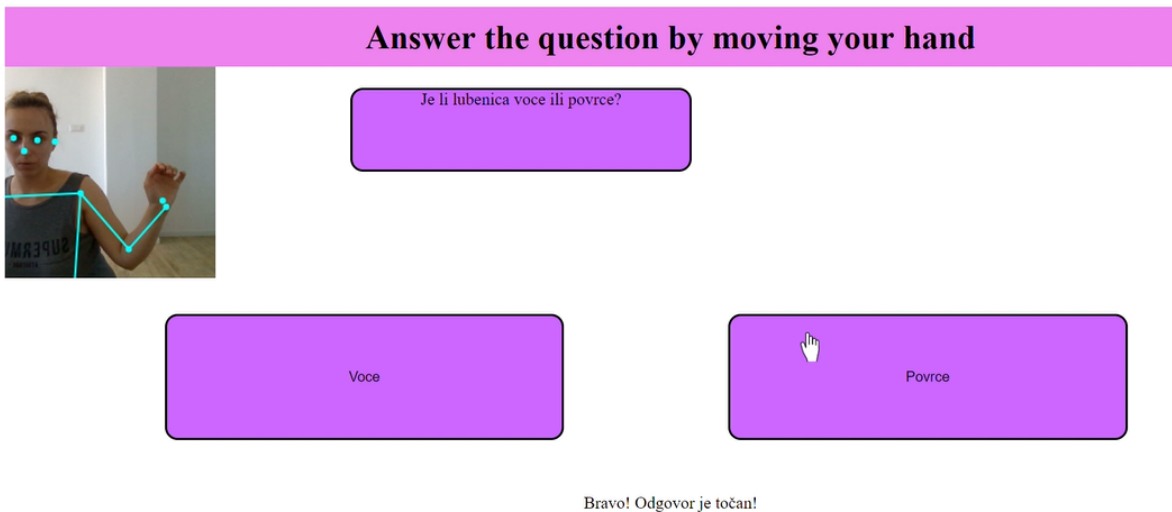 Answer the question by moving your hand
Je li lubenica voce ili povrce?
Voce
Povrce
Bravo! Odgovor je točan!